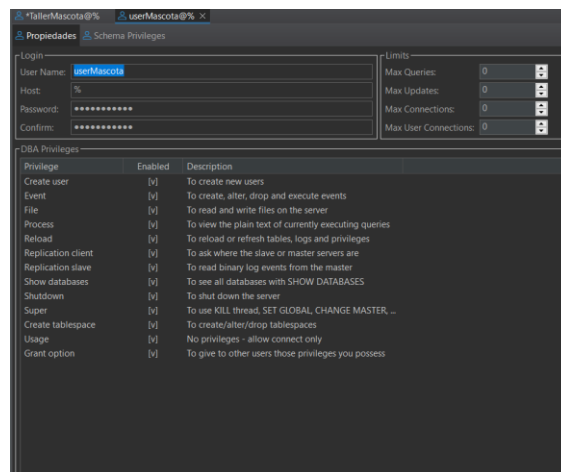 *TallerMascota@% userMascota@%
Propiedades Schema Privileges
Login
User Name: userMascota
Host: %
Password: •••••••••••
Confirm: •••••••••••
Limits
Max Queries: 0
Max Updates: 0
Max Connections: 0
Max User Connections: 0
DBA Privileges
Privilege Enabled Description
Create user [v] To create new users
Event [v] To create, alter, drop and execute events
File [v] To read and write files on the server
Process [v] To view the plain text of currently executing queries
Reload [v] To reload or refresh tables, logs and privileges
Replication client [v] To ask where the slave or master servers are
Replication slave [v] To read binary log events from the master
Show databases [v] To see all databases with SHOW DATABASES
Shutdown [v] To shut down the server
Super [v] To use KILL thread, SET GLOBAL, CHANGE MASTER, ...
Create tablespace [v] To create/alter/drop tablespaces
Usage [v] No privileges - allow connect only
Grant option [v] To give to other users those privileges you possess